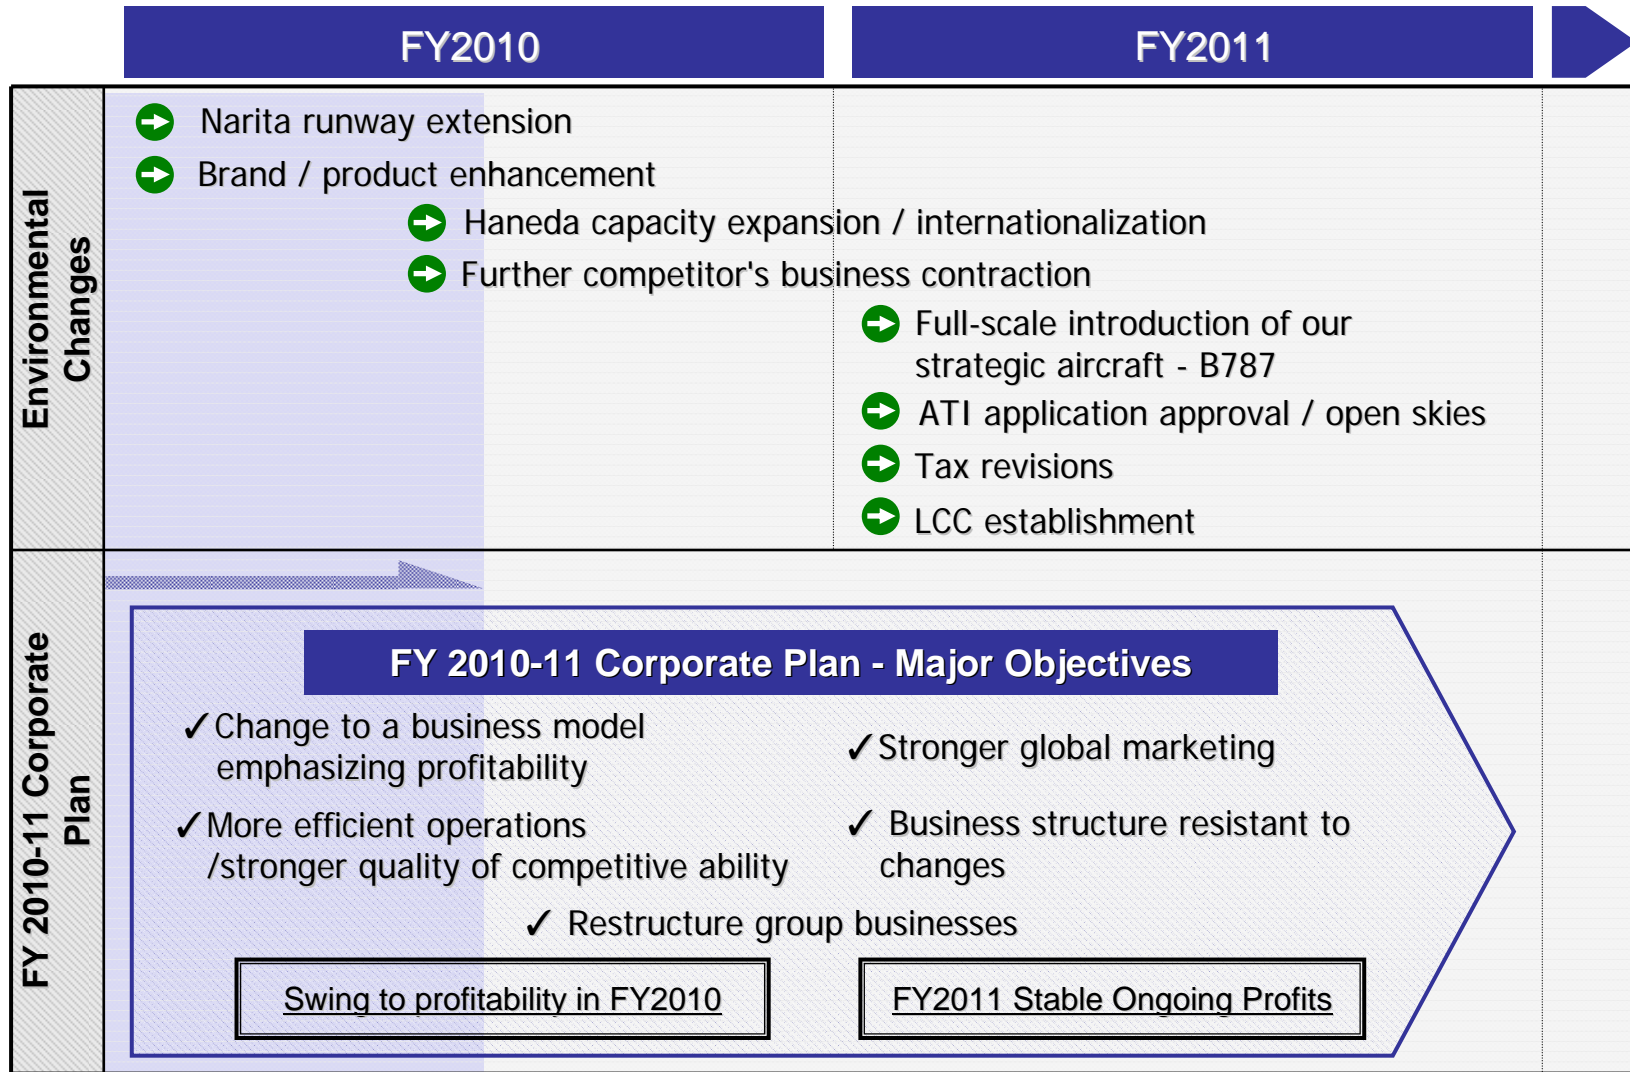 FY2010
FY2011
Environmental
Changes
Narita runway extension
Brand / product enhancement
Haneda capacity expansion / internationalization
Further competitor's business contraction
Full-scale introduction of our
strategic aircraft - B787
ATI application approval / open skies
Tax revisions
LCC establishment
FY 2010-11 Corporate
Plan
FY 2010-11 Corporate Plan - Major Objectives
✓Change to a business model
emphasizing profitability
✓More efficient operations
/stronger quality of competitive ability
✓Stronger global marketing
✓ Business structure resistant to
changes
✓ Restructure group businesses
Swing to profitability in FY2010
FY2011 Stable Ongoing Profits